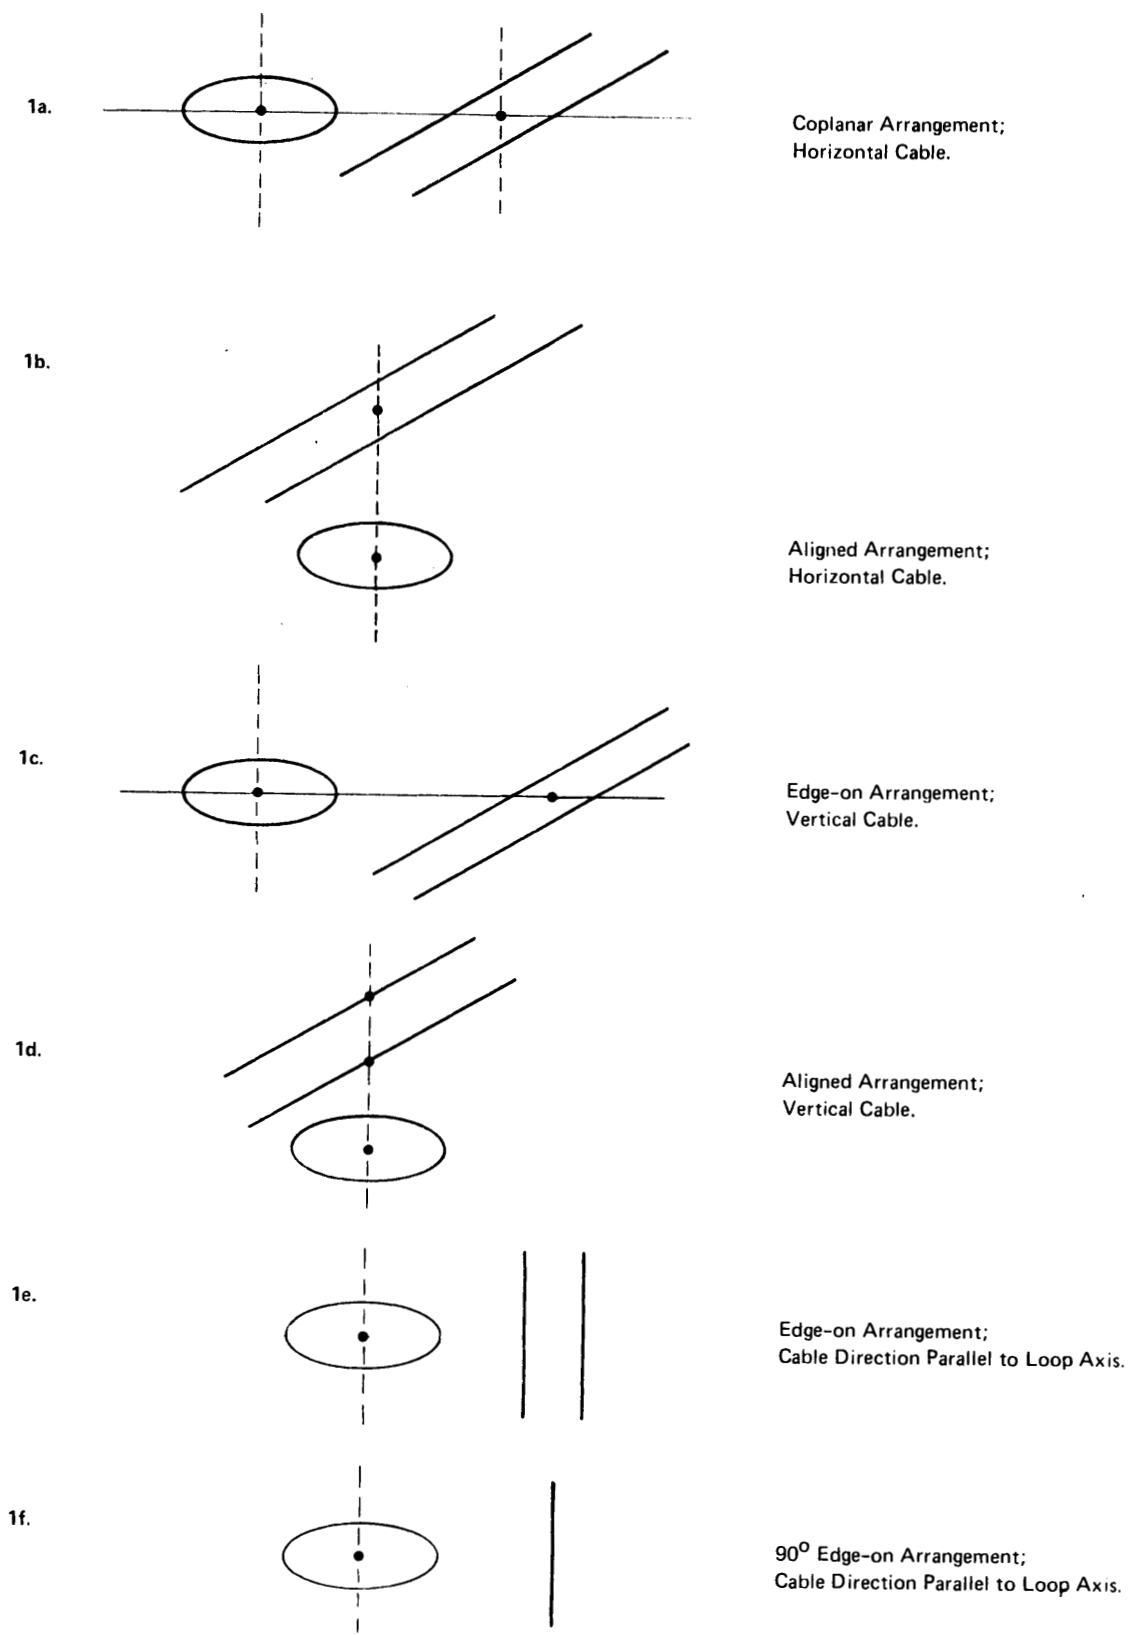 1a.
Coplanar Arrangement;
Horizontal Cable.
1b.
Aligned Arrangement;
Horizontal Cable.
1c.
Edge-on Arrangement;
Vertical Cable.
1d.
Aligned Arrangement;
Vertical Cable.
1e.
Edge-on Arrangement;
Cable Direction Parallel to Loop Axis.
1f.
90° Edge-on Arrangement;
Cable Direction Parallel to Loop Axis.